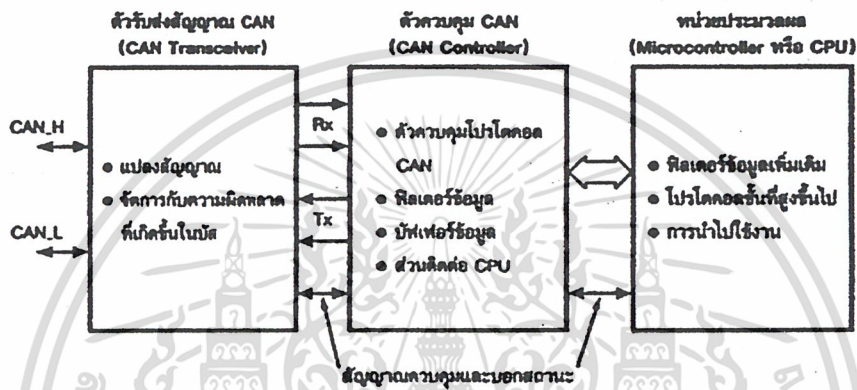 ตัวรับส่งสัญญาณ CAN
(CAN Transceiver)
ตัวควบคุม CAN
(CAN Controller)
หน่วยประมวลผล
(Microcontroller หรือ CPU)
CAN_H
CAN_L
• แปลงสัญญาณ
• จัดการกับความผิดพลาด
ที่เกิดขึ้นในบัส
Rx
Tx
• ตัวควบคุมโปรโตคอล
CAN
• ฟิลเตอร์ข้อมูล
• บัฟเฟอร์ข้อมูล
• ส่วนติดต่อ CPU
• ฟิลเตอร์ข้อมูลเพิ่มเติม
• โปรโตคอลชั้นที่สูงขึ้นไป
• การนำไปใช้งาน
สัญญาณควบคุมและบอกสถานะ